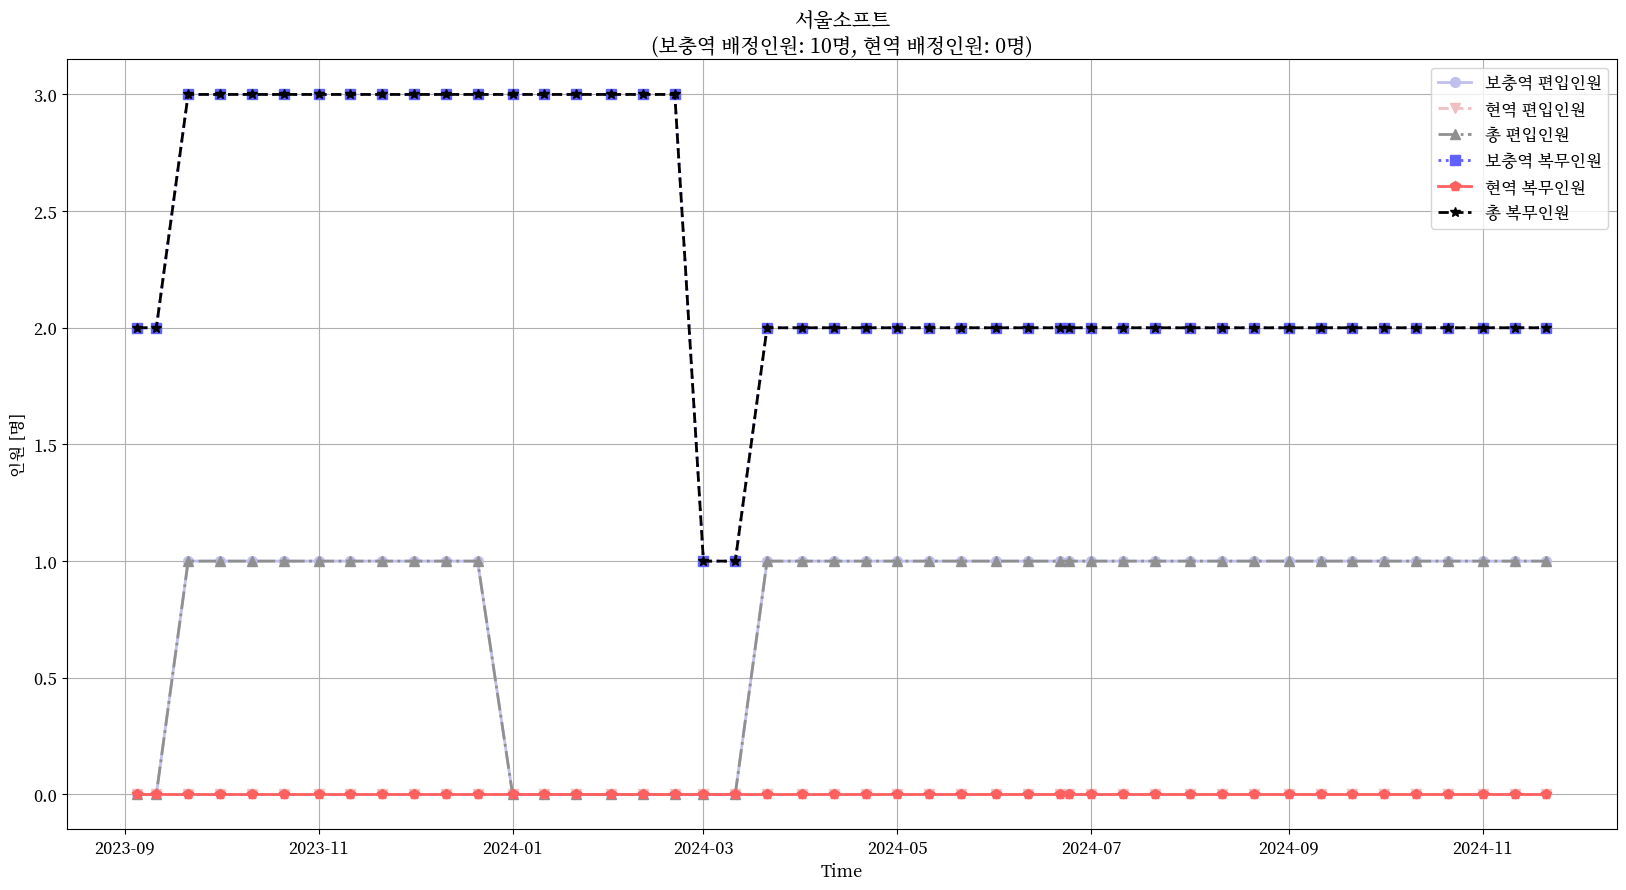 서울소프트
(보충역 배정인원: 10명, 현역 배정인원: 0명)
보충역 편입인원
현역 편입인원
총 편입인원
보충역 복무인원
현역 복무인원
총 복무인원
인원 [명]
3.0
2.5
2.0
1.5
1.0
0.5
0.0
2023-09
2023-11
2024-01
2024-03
2024-05
2024-07
2024-09
2024-11
Time